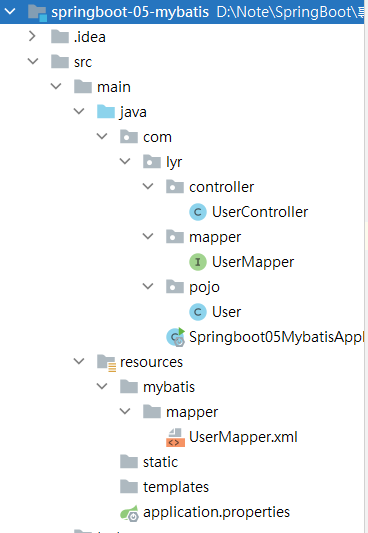 springboot-05-mybatis D:\Note\SpringBoot\
.idea
src
main
java
com
lyr
controller
C UserController
mapper
I UserMapper
pojo
C User
Springboot05MybatisAppl
resources
mybatis
mapper
UserMapper.xml
static
templates
application.properties